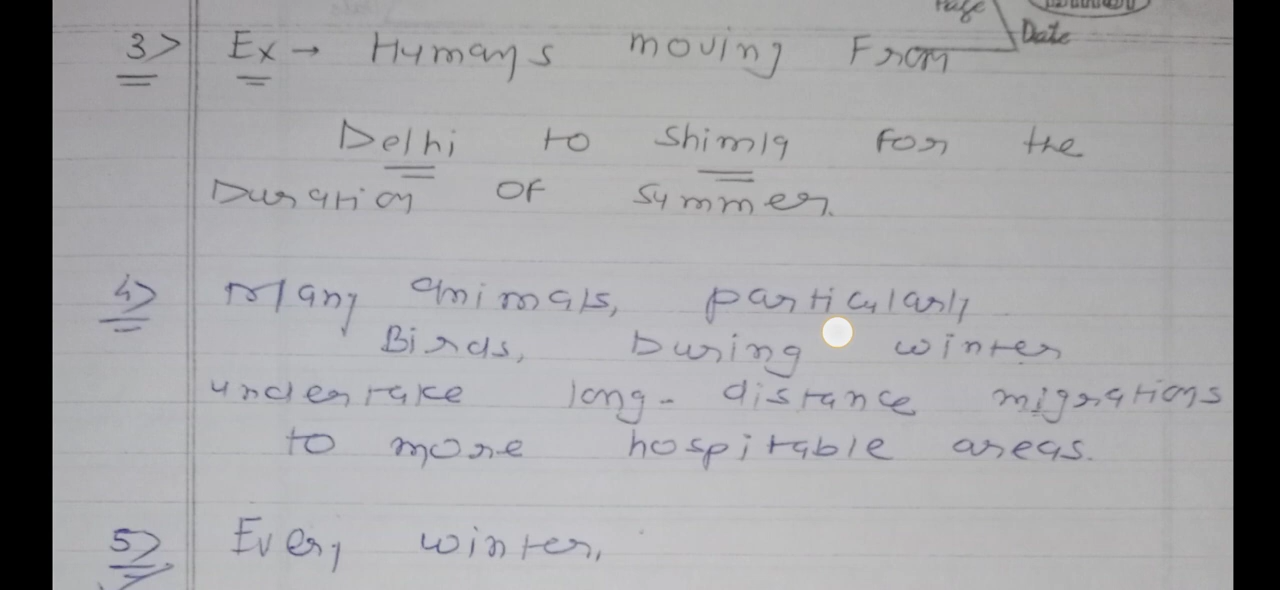 Page
Date
3> Ex → Humans moving From
Delhi to Shimla For the
Duration OF Summer.
4> Many animals, particularly
Birds, During winter
undertake long-distance migrations
to more hospitable areas.
5> Every winter,